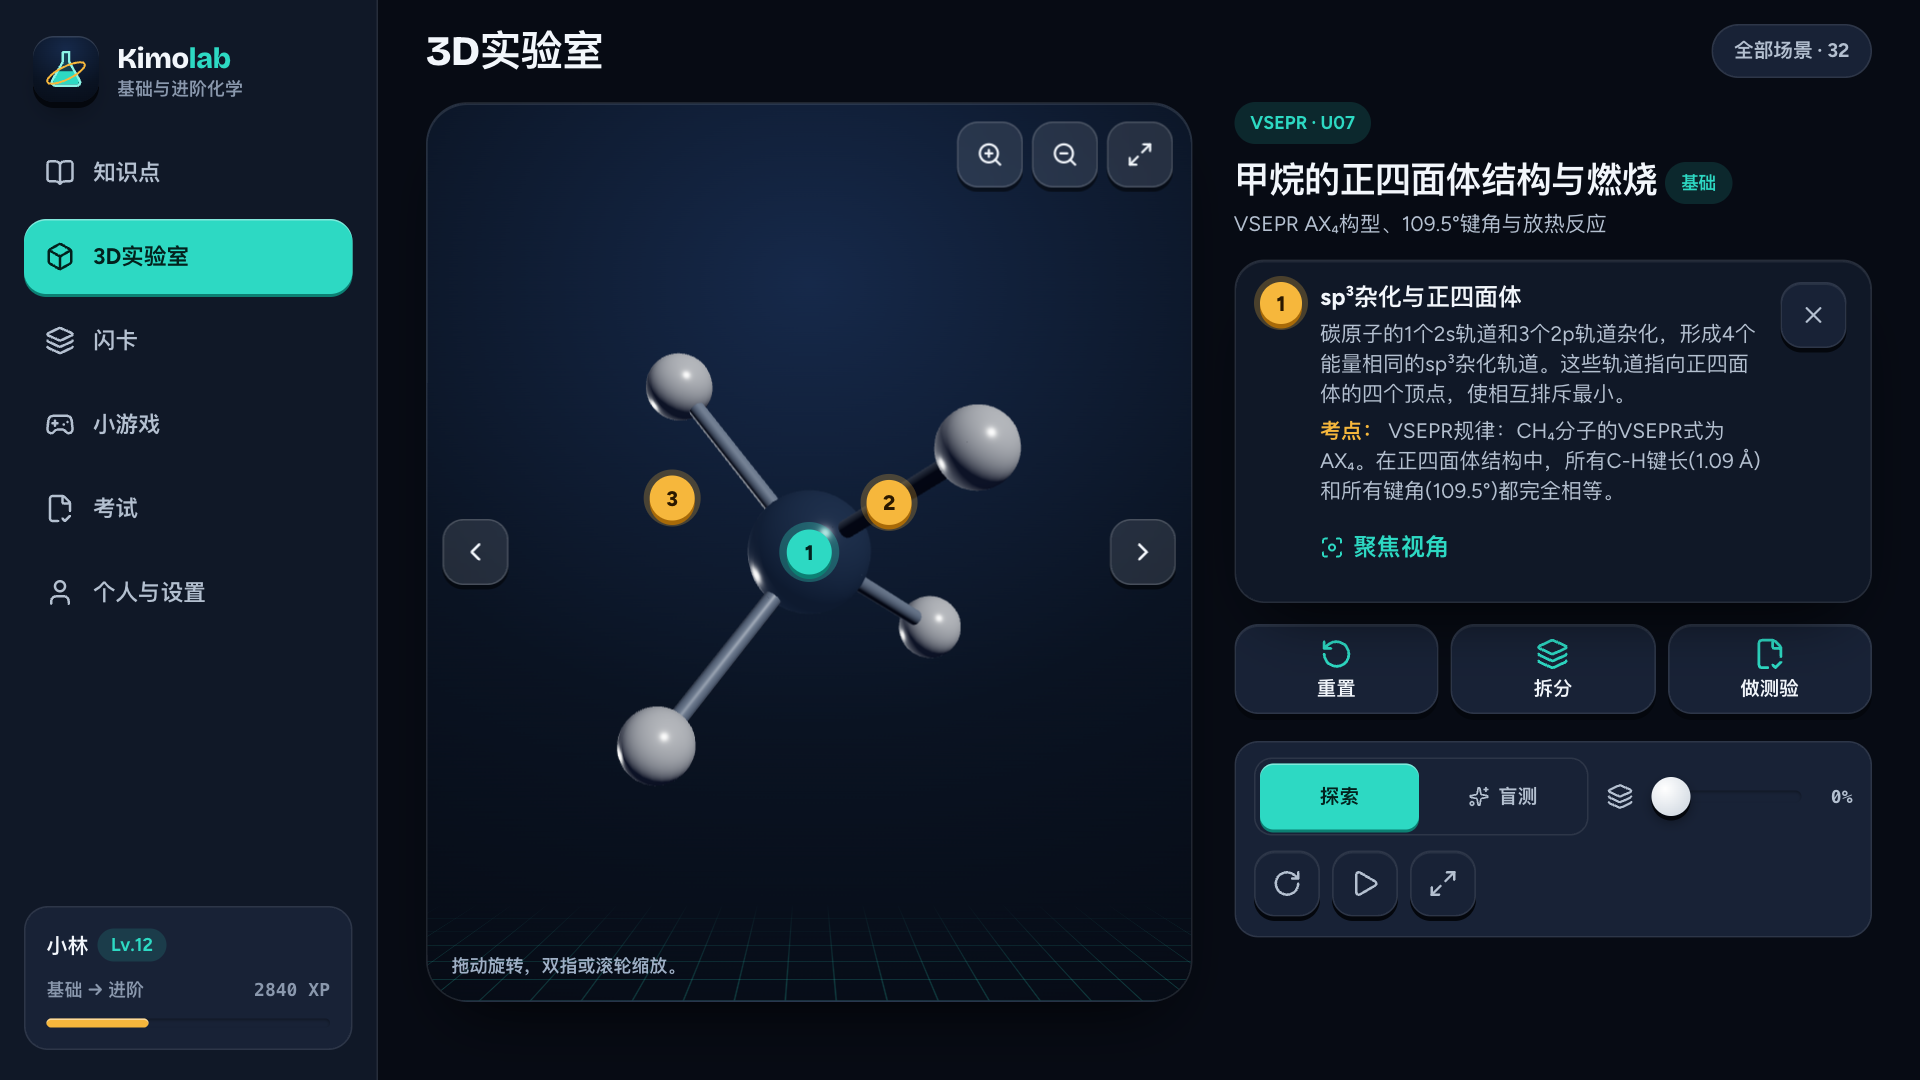 Kimolab
基础与进阶化学
知识点
3D实验室
闪卡
小游戏
考试
个人与设置
小林 Lv.12
基础 → 进阶 2840 XP
3D实验室
全部场景 · 32
3
2
1
拖动旋转，双指或滚轮缩放。
VSEPR · U07
甲烷的正四面体结构与燃烧 基础
VSEPR AX₄构型、109.5°键角与放热反应
1
sp³杂化与正四面体
碳原子的1个2s轨道和3个2p轨道杂化，形成4个
能量相同的sp³杂化轨道。这些轨道指向正四面
体的四个顶点，使相互排斥最小。
考点： VSEPR规律：CH₄分子的VSEPR式为
AX₄。在正四面体结构中，所有C-H键长(1.09 Å)
和所有键角(109.5°)都完全相等。
聚焦视角
重置
拆分
做测验
探索
盲测
0%